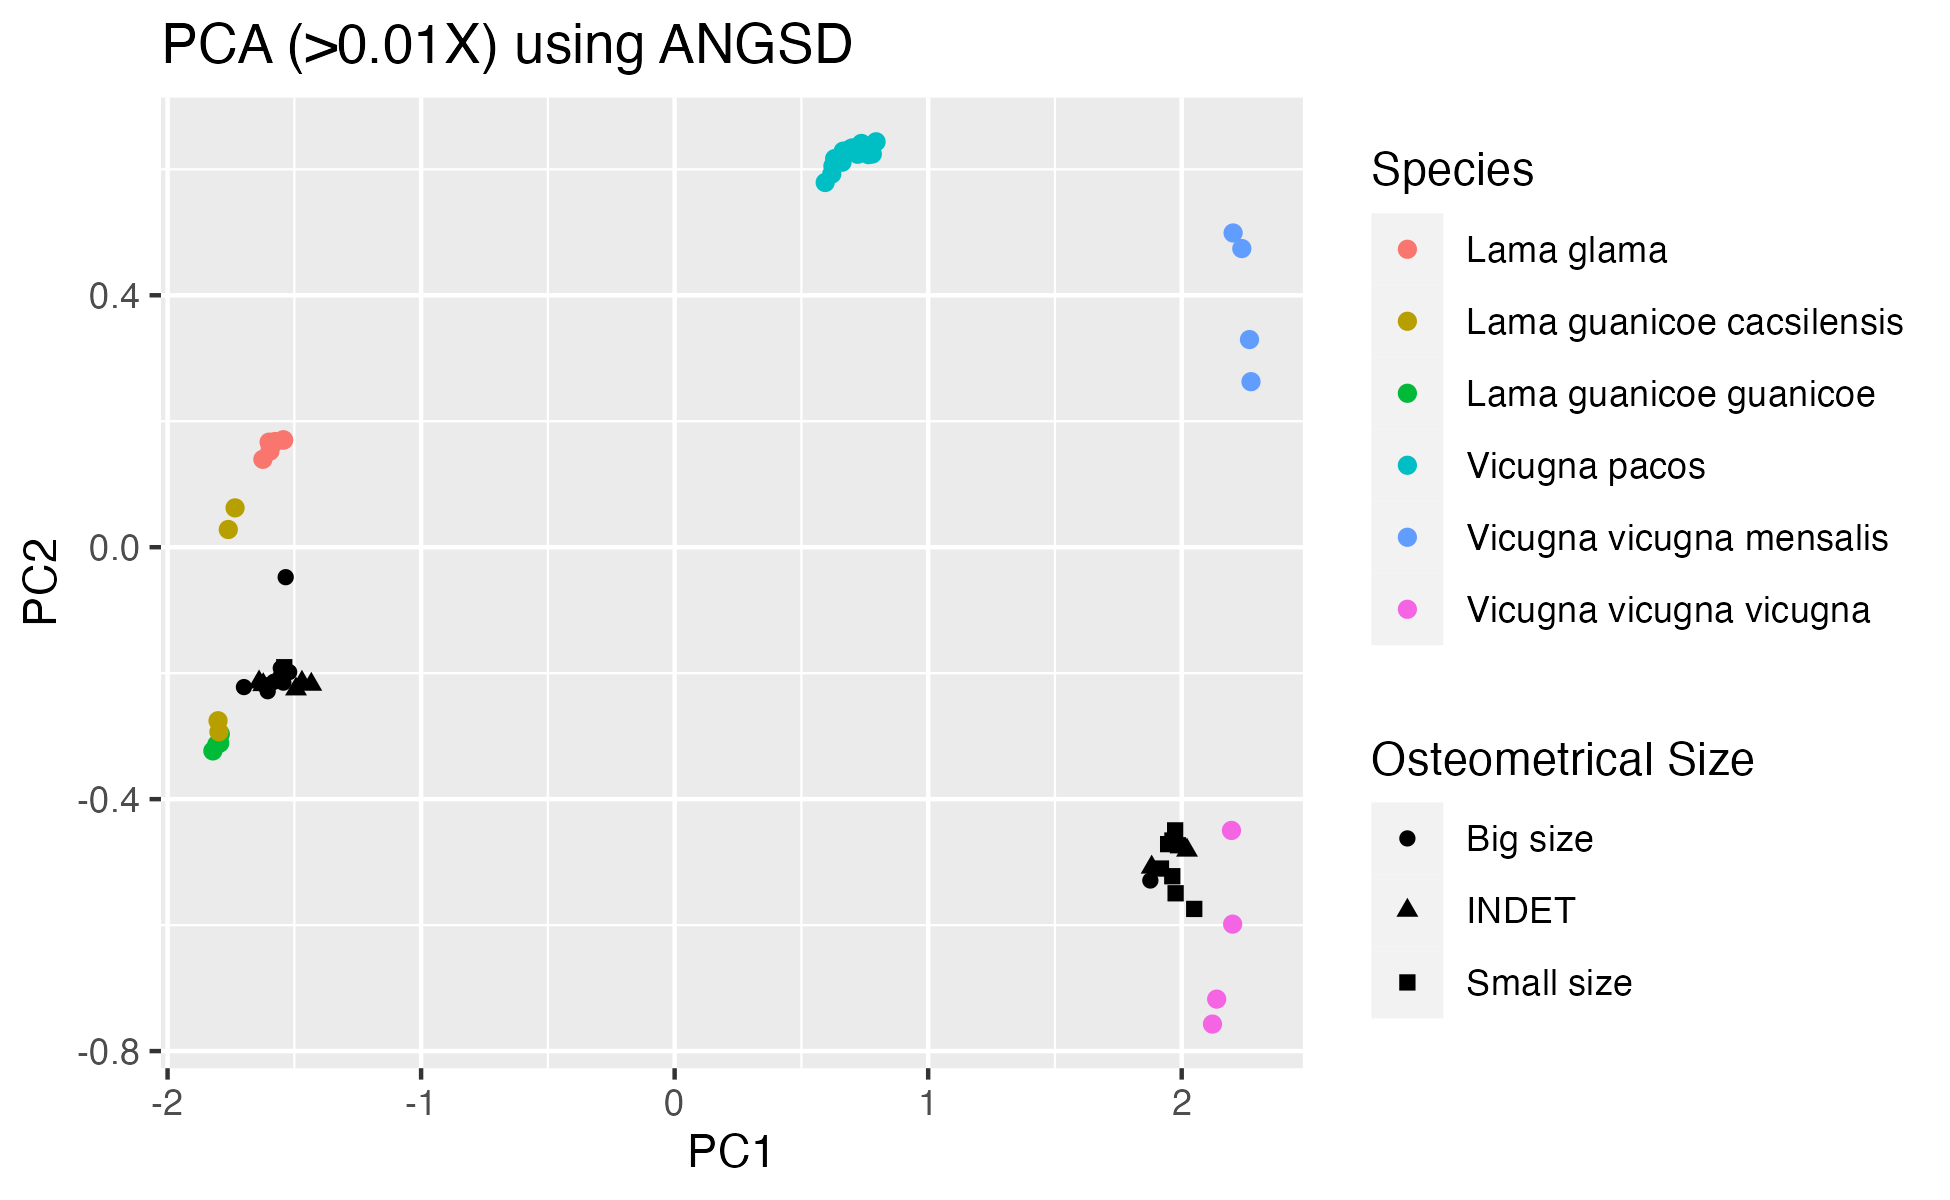 PCA (>0.01X) using ANGSD
PC2
0.4
0.0
-0.4
-0.8
-2
-1
0
1
2
PC1
Species
Lama glama
Lama guanicoe cacsilensis
Lama guanicoe guanicoe
Vicugna pacos
Vicugna vicugna mensalis
Vicugna vicugna vicugna
Osteometrical Size
Big size
INDET
Small size